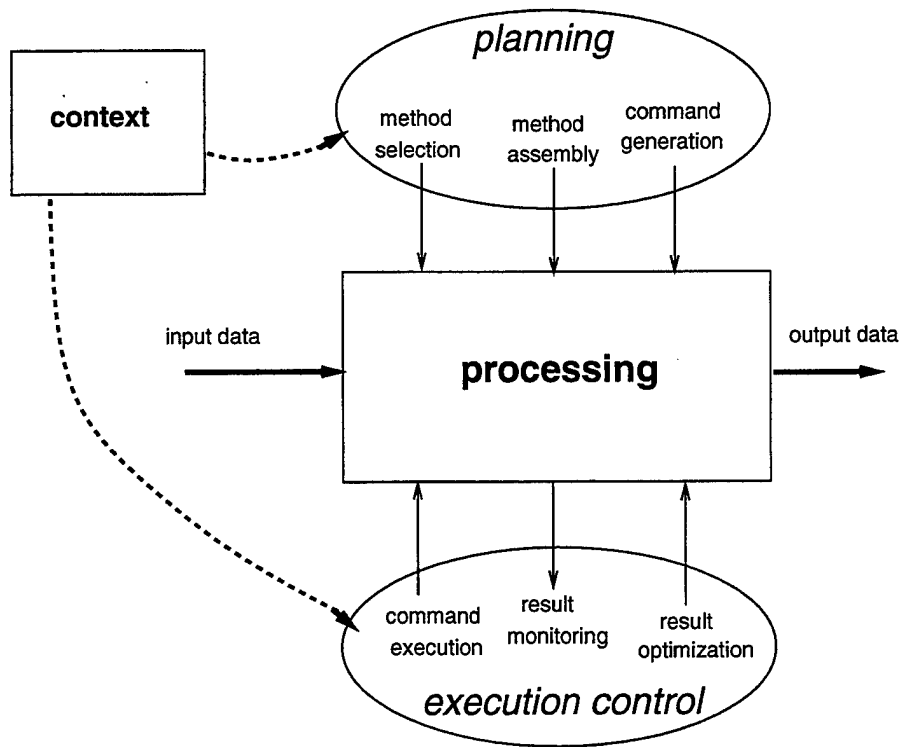 planning
context
method
selection
method
assembly
command
generation
input data
processing
output data
command
execution
result
monitoring
result
optimization
execution control